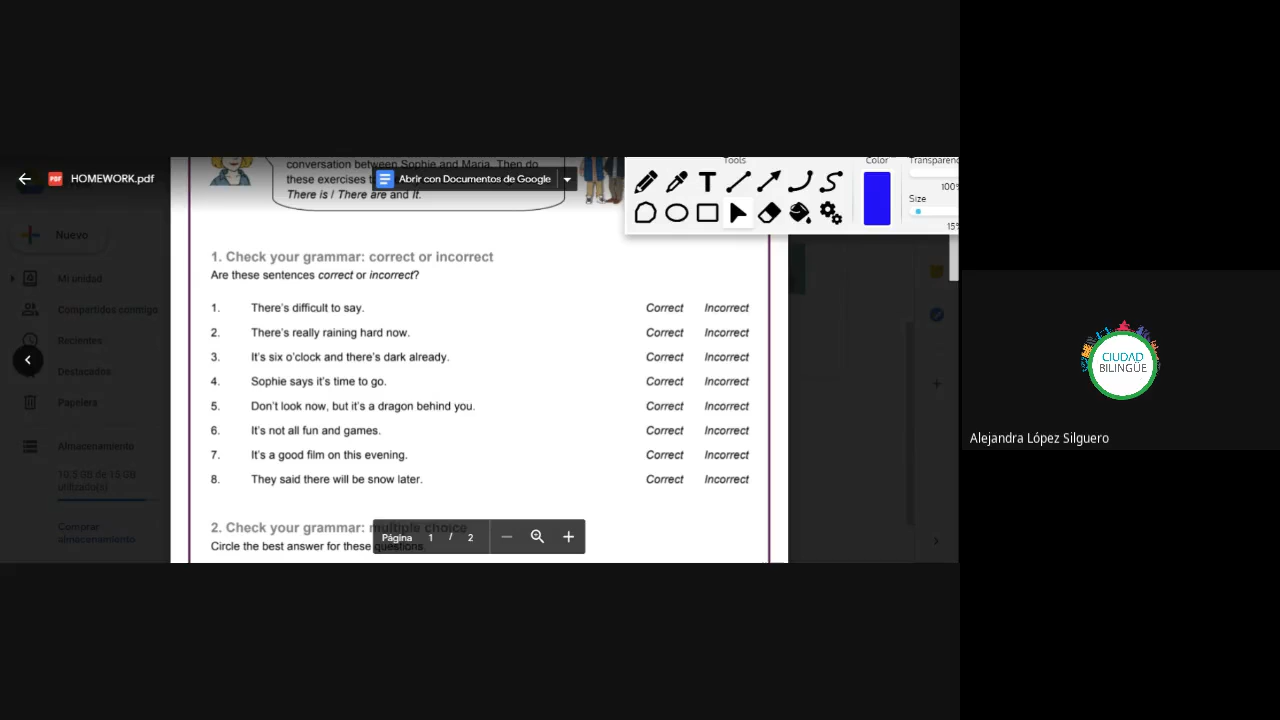 conversation between Sophie and Maria. Then do
these exercises
There is / There are and It.
HOMEWORK.pdf
Abrir con Documentos de Google
Tools
Color
100%
Size
15%
Nuevo
Mi unidad
Compartidos conmigo
Recientes
Destacados
Papelera
Almacenamiento
10.5 GB de 15 GB
utilizado(s)
Comprar
almacenamiento
1. Check your grammar: correct or incorrect
Are these sentences correct or incorrect?
1. There's difficult to say. Correct Incorrect
2. There's really raining hard now. Correct Incorrect
3. It's six o'clock and there's dark already. Correct Incorrect
4. Sophie says it's time to go. Correct Incorrect
5. Don't look now, but it's a dragon behind you. Correct Incorrect
6. It's not all fun and games. Correct Incorrect
7. It's a good film on this evening. Correct Incorrect
8. They said there will be snow later. Correct Incorrect
2. Check your grammar: multiple choice
Circle the best answer for these questions.
Página 1 / 2
CIUDAD
BILINGÜE
Alejandra López Silguero